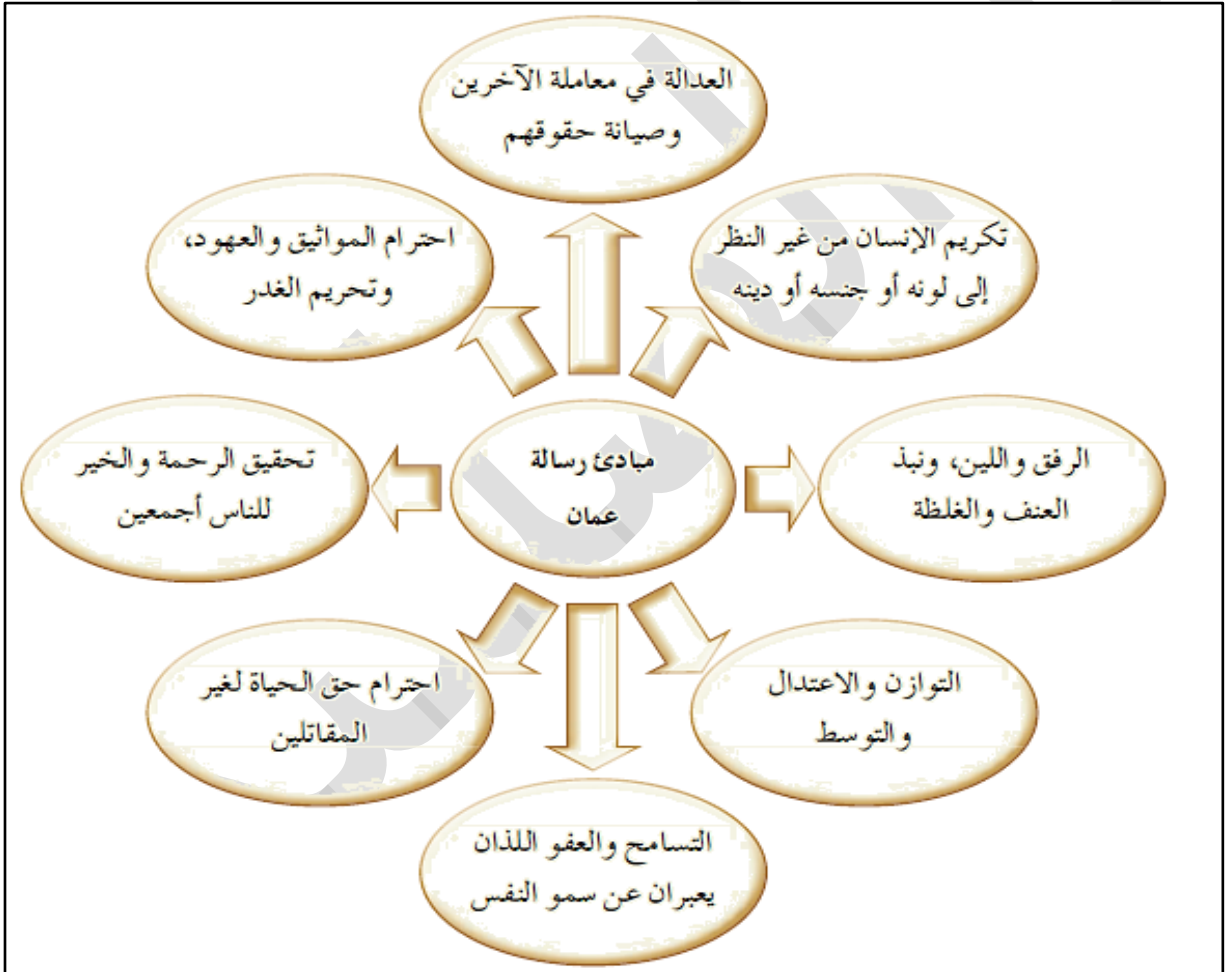 العدالة في معاملة الآخرين
وصيانة حقوقهم
تكريم الإنسان من غير النظر
إلى لونه أو جنسه أو دينه
احترام المواثيق والعهود،
وتحريم الغدر
الرفق واللين، ونبذ
العنف والغلظة
مبادئ رسالة
عمان
تحقيق الرحمة والخير
للناس أجمعين
التوازن والاعتدال
والتوسط
احترام حق الحياة لغير
المقاتلين
التسامح والعفو اللذان
يعبران عن سمو النفس